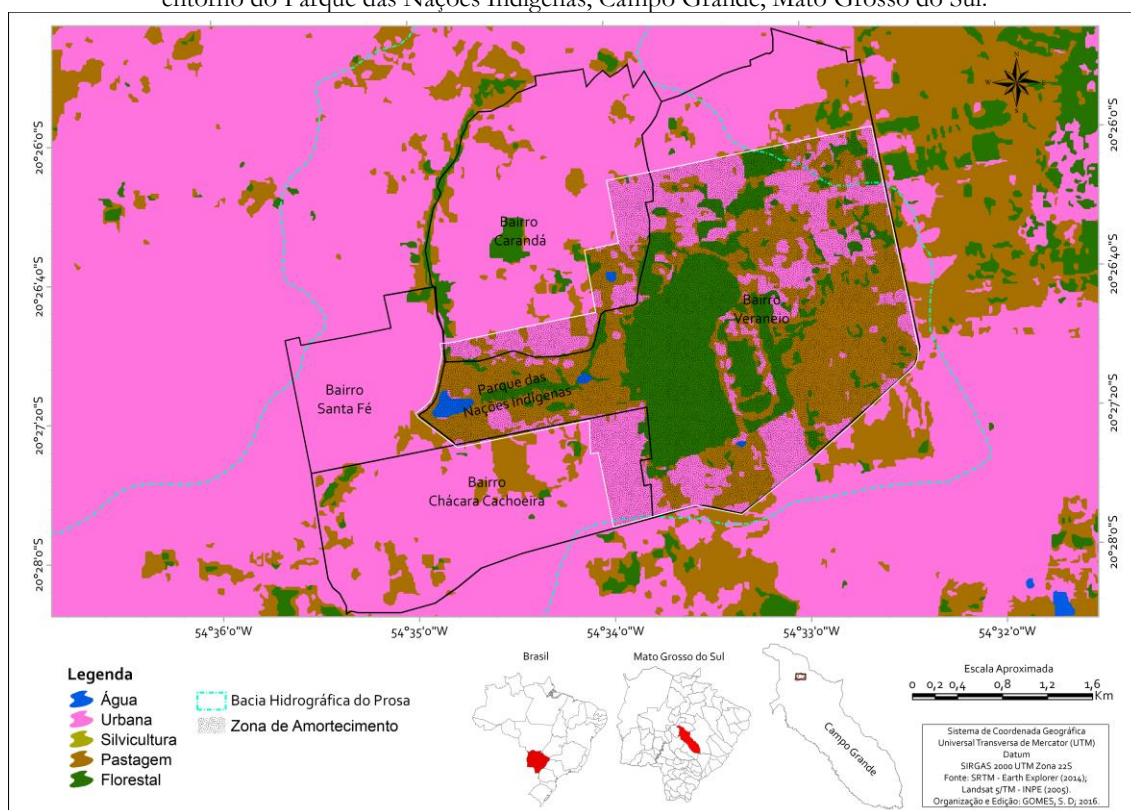 entorno do Parque das Nações Indígenas, Campo Grande, Mato Grosso do Sul.
N
W
E
S
20°26'0"S
20°26'40"S
20°27'20"S
20°28'0"S
20°26'0"S
20°26'40"S
20°27'20"S
20°28'0"S
Bairro
Carandá
Bairro
Veraneio
Parque das
Nações Indígenas
Bairro
Santa Fé
Bairro
Chácara Cachoeira
54°36'0"W
54°35'0"W
54°34'0"W
54°33'0"W
54°32'0"W
Legenda
Água
Urbana
Silvicultura
Pastagem
Florestal
Bacia Hidrográfica do Prosa
Zona de Amortecimento
Brasil
Mato Grosso do Sul
Campo Grande
Escala Aproximada
0 0,2 0,4 0,8 1,2 1,6
Km
Sistema de Coordenada Geográfica
Universal Transversa de Mercator (UTM)
Datum
SIRGAS 2000 UTM Zona 22S
Fonte: SRTM - Earth Explorer (2014);
Landsat 5/TM - INPE (2005).
Organização e Edição: GOMES, S. D; 2016.